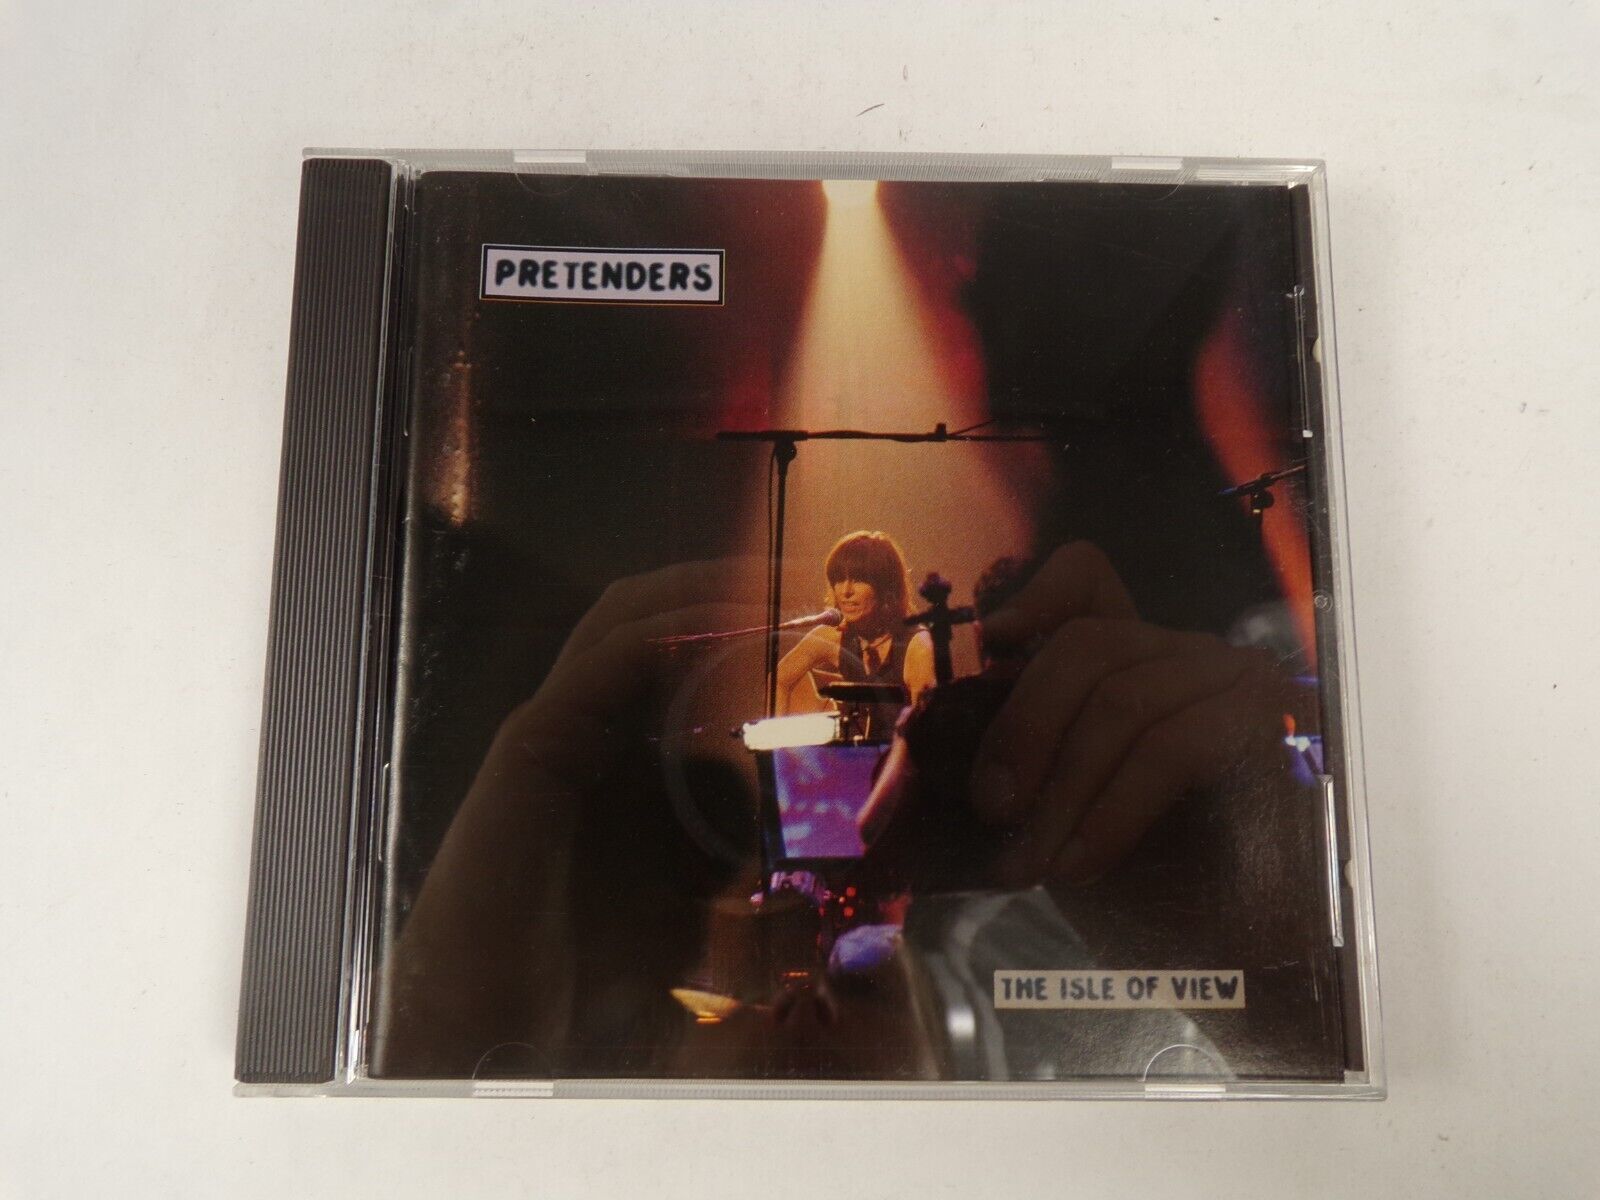 PRETENDERS
THE ISLE OF VIEW